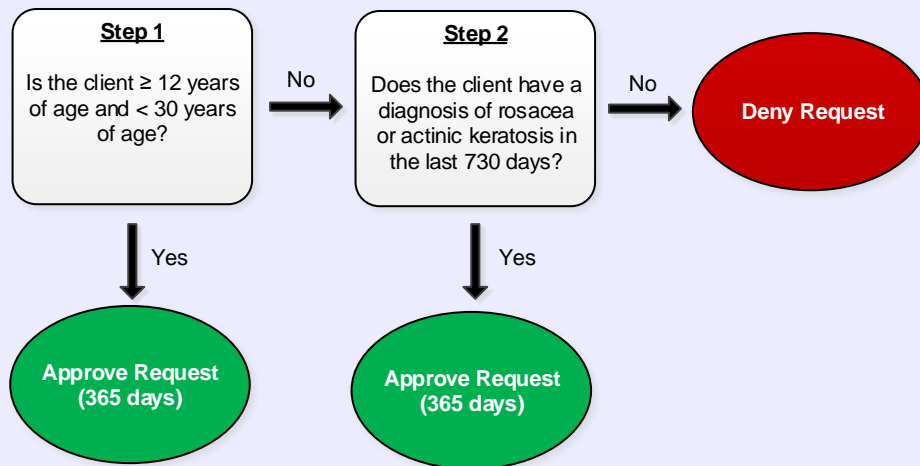 Step 1
Is the client ≥ 12 years
of age and < 30 years
of age?
No
Step 2
Does the client have a
diagnosis of rosacea
or actinic keratosis in
the last 730 days?
No
Deny Request
Yes
Yes
Approve Request
(365 days)
Approve Request
(365 days)